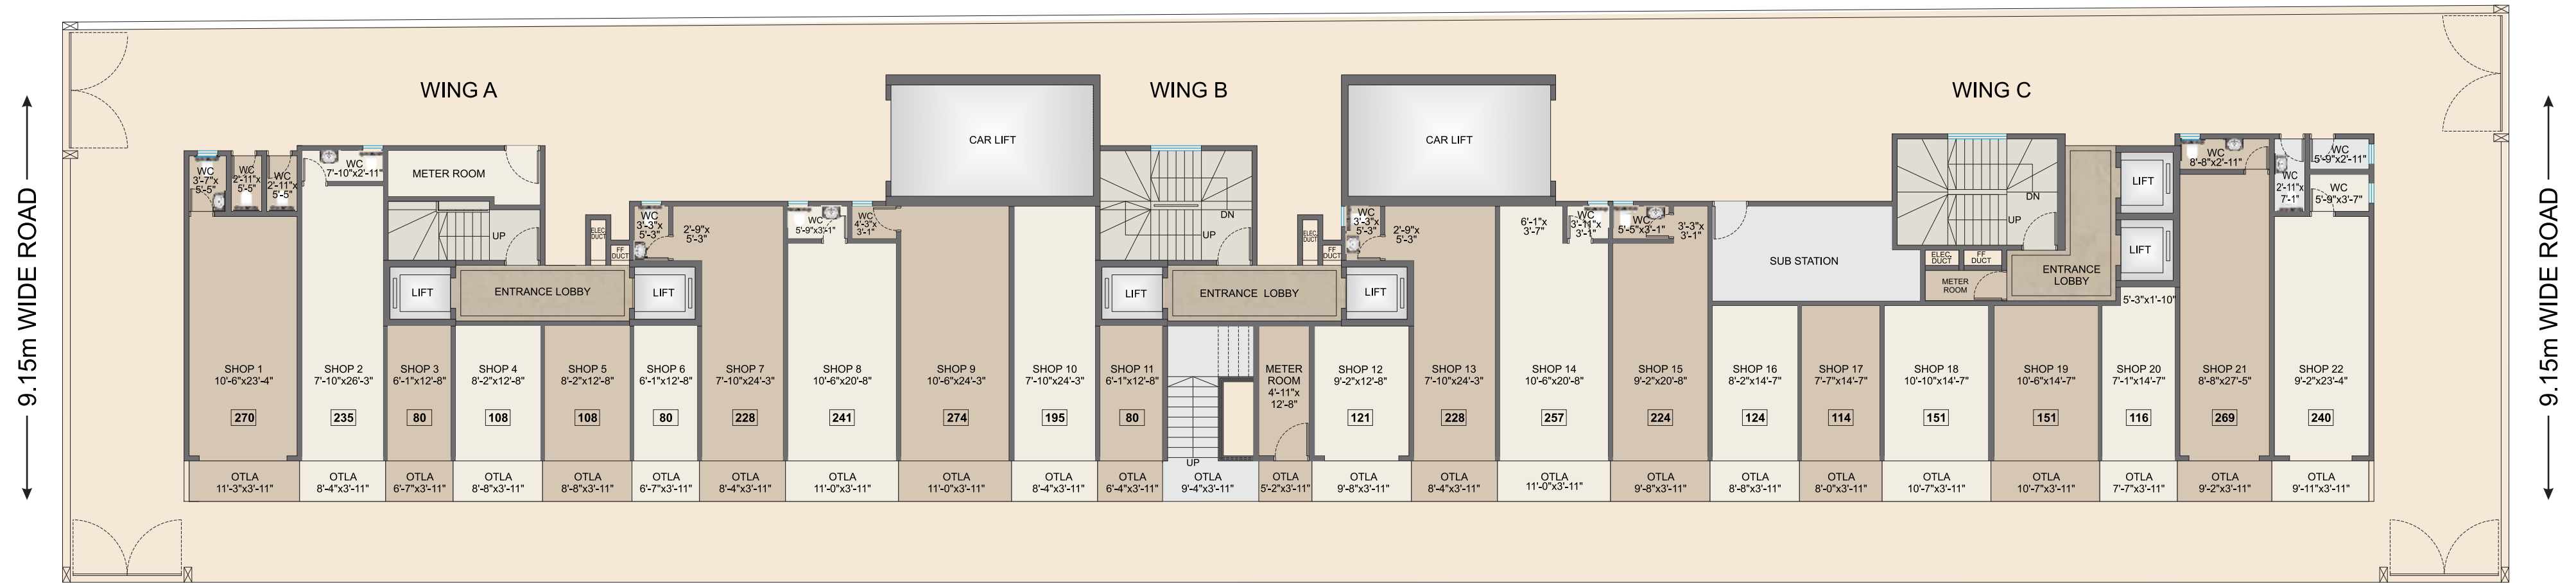 WING A
WING B
WING C
9.15m WIDE ROAD
9.15m WIDE ROAD
CAR LIFT
CAR LIFT
WC
3'-7"x
5'-5"
WC
2'-11"x
5'-5"
WC
2'-11"x
5'-5"
WC
7'-10"x2'-11"
METER ROOM
UP
ELEC.
DUCT
FF
DUCT
WC
3'-3"x
5'-3"
2'-9"x
5'-3"
WC
5'-9"x3'-1"
WC
4'-3"x
3'-1"
DN
UP
ELEC.
DUCT
FF
DUCT
WC
3'-3"x
5'-3"
2'-9"x
5'-3"
6'-1"x
3'-7"
WC
3'-11"x
3'-1"
WC
5'-5"x3'-1"
3'-3"x
3'-1"
SUB STATION
DN
UP
ELEC.
DUCT
FF
DUCT
METER
ROOM
ENTRANCE
LOBBY
LIFT
LIFT
5'-3"x1'-10"
WC
8'-8"x2'-11"
WC
2'-11"x
7'-1"
WC
5'-9"x2'-11"
WC
5'-9"x3'-7"
LIFT
ENTRANCE LOBBY
LIFT
LIFT
ENTRANCE LOBBY
LIFT
SHOP 1
10'-6"x23'-4"
270
SHOP 2
7'-10"x26'-3"
235
SHOP 3
6'-1"x12'-8"
80
SHOP 4
8'-2"x12'-8"
108
SHOP 5
8'-2"x12'-8"
108
SHOP 6
6'-1"x12'-8"
80
SHOP 7
7'-10"x24'-3"
228
SHOP 8
10'-6"x20'-8"
241
SHOP 9
10'-6"x24'-3"
274
SHOP 10
7'-10"x24'-3"
195
SHOP 11
6'-1"x12'-8"
80
UP
METER
ROOM
4'-11"x
12'-8"
SHOP 12
9'-2"x12'-8"
121
SHOP 13
7'-10"x24'-3"
228
SHOP 14
10'-6"x20'-8"
257
SHOP 15
9'-2"x20'-8"
224
SHOP 16
8'-2"x14'-7"
124
SHOP 17
7'-7"x14'-7"
114
SHOP 18
10'-10"x14'-7"
151
SHOP 19
10'-6"x14'-7"
151
SHOP 20
7'-1"x14'-7"
116
SHOP 21
8'-8"x27'-5"
269
SHOP 22
9'-2"x23'-4"
240
OTLA
11'-3"x3'-11"
OTLA
8'-4"x3'-11"
OTLA
6'-7"x3'-11"
OTLA
8'-8"x3'-11"
OTLA
8'-8"x3'-11"
OTLA
6'-7"x3'-11"
OTLA
8'-4"x3'-11"
OTLA
11'-0"x3'-11"
OTLA
11'-0"x3'-11"
OTLA
8'-4"x3'-11"
OTLA
6'-4"x3'-11"
OTLA
9'-4"x3'-11"
OTLA
5'-2"x3'-11"
OTLA
9'-8"x3'-11"
OTLA
8'-4"x3'-11"
OTLA
11'-0"x3'-11"
OTLA
9'-8"x3'-11"
OTLA
8'-8"x3'-11"
OTLA
8'-0"x3'-11"
OTLA
10'-7"x3'-11"
OTLA
10'-7"x3'-11"
OTLA
7'-7"x3'-11"
OTLA
9'-2"x3'-11"
OTLA
9'-11"x3'-11"